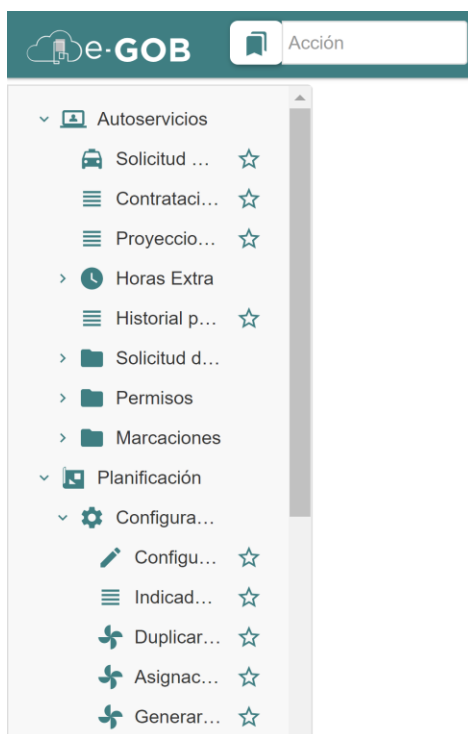 e-GOB
Acción
Autoservicios
Solicitud ...
Contrataci...
Proyeccio...
Horas Extra
Historial p...
Solicitud d...
Permisos
Marcaciones
Planificación
Configura...
Configu...
Indicad...
Duplicar...
Asignac...
Generar...